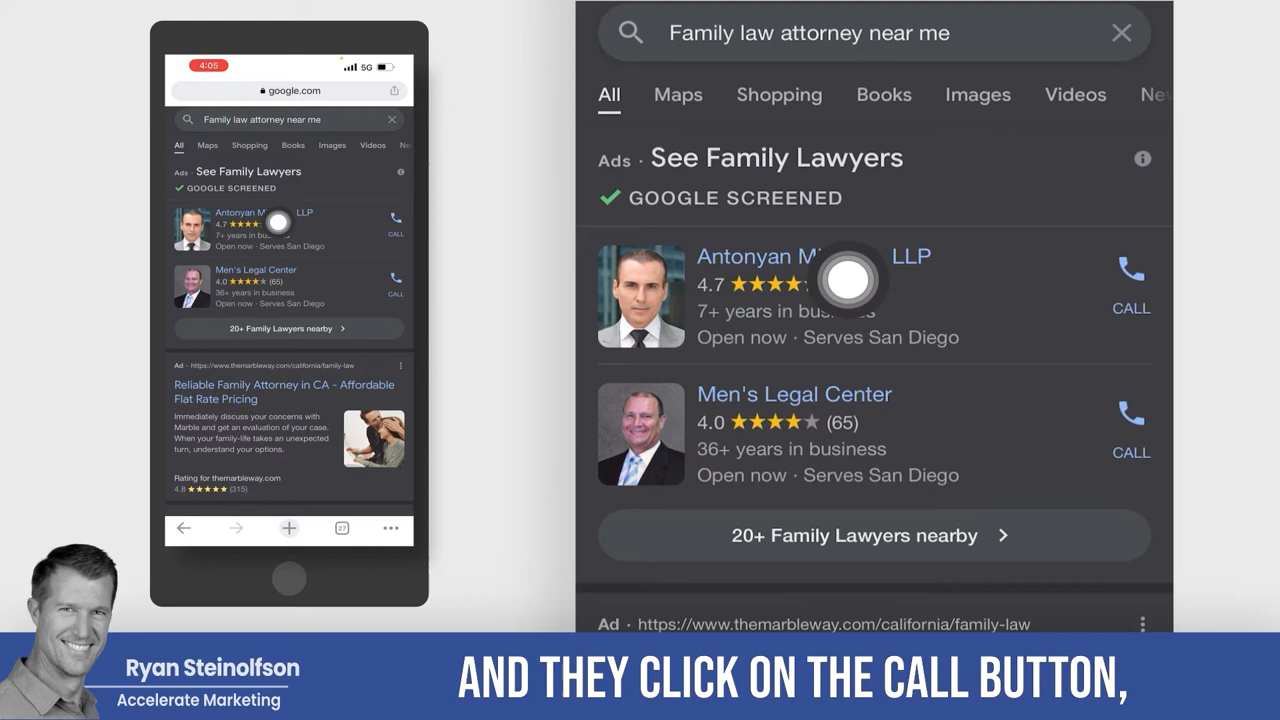 4:05
5G
google.com
Family law attorney near me
All Maps Shopping Books Images Videos Ne
Ads · See Family Lawyers
GOOGLE SCREENED
Antonyan M LLP
4.7
7+ years in bus
Open now · Serves San Diego
CALL
Men's Legal Center
4.0 (65)
36+ years in business
Open now · Serves San Diego
CALL
20+ Family Lawyers nearby
Ad · https://www.themarbleway.com/california/family-law
Reliable Family Attorney in CA - Affordable
Flat Rate Pricing
Immediately discuss your concerns with
Marble and get an evaluation of your case.
When your family-life takes an unexpected
turn, understand your options.
Rating for themarbleway.com
4.8 (315)
27
Family law attorney near me
All Maps Shopping Books Images Videos Nev
Ads · See Family Lawyers
GOOGLE SCREENED
Antonyan Mi LLP
4.7
7+ years in business
Open now · Serves San Diego
CALL
Men's Legal Center
4.0 (65)
36+ years in business
Open now · Serves San Diego
CALL
20+ Family Lawyers nearby
Ad · https://www.themarbleway.com/california/family-law
Ryan Steinolfson
Accelerate Marketing
AND THEY CLICK ON THE CALL BUTTON,